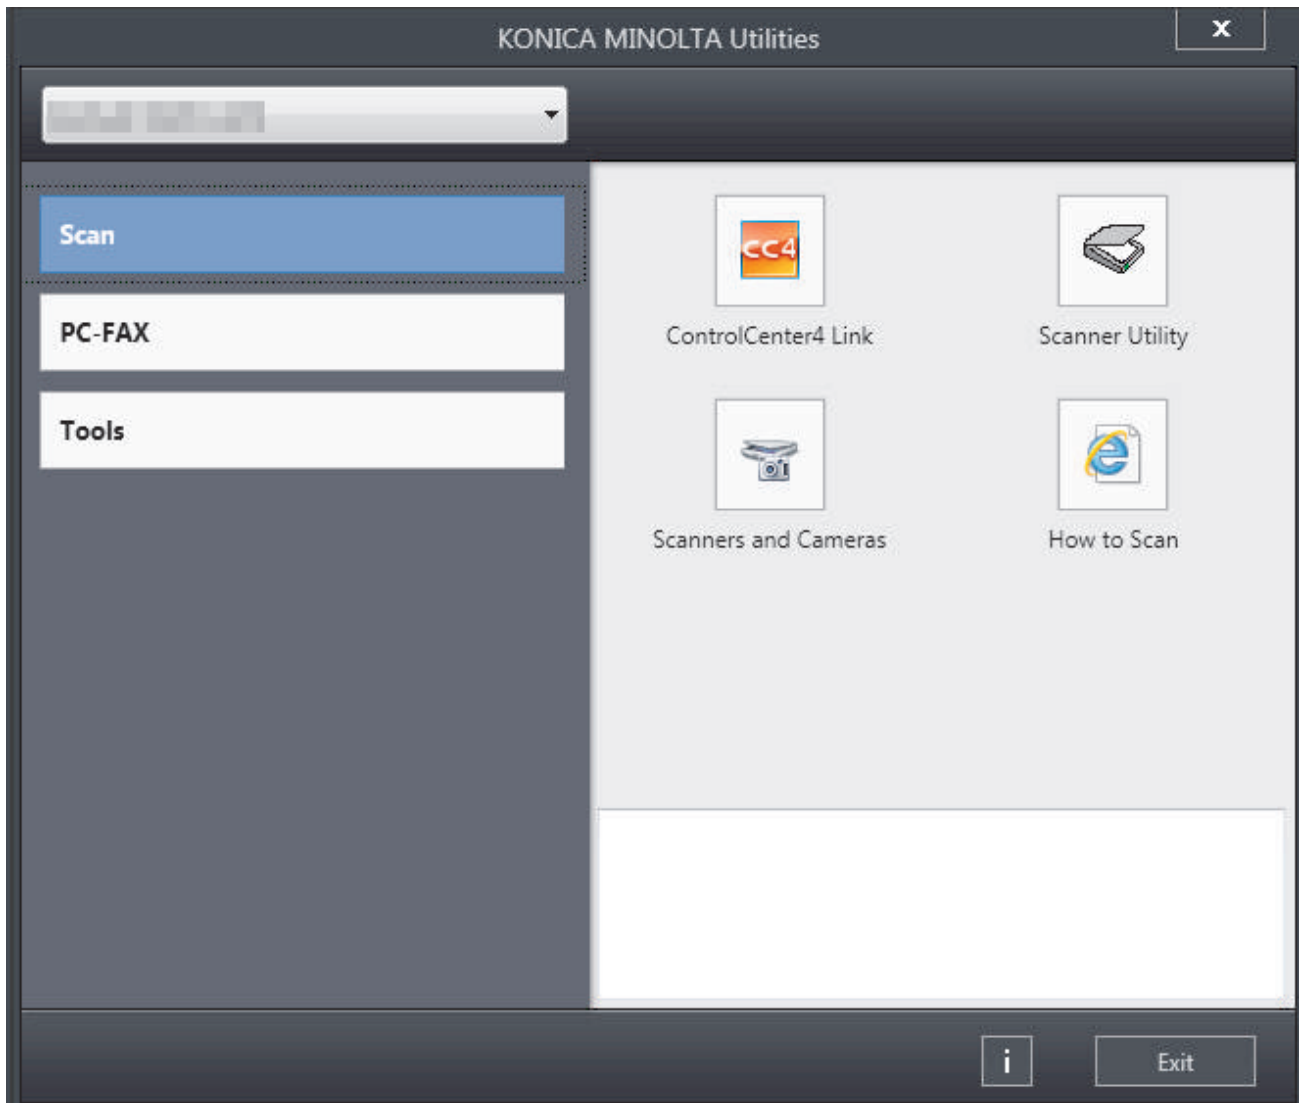 KONICA MINOLTA Utilities
x
Scan
PC-FAX
Tools
CC4
ControlCenter4 Link
Scanner Utility
Scanners and Cameras
How to Scan
i
Exit